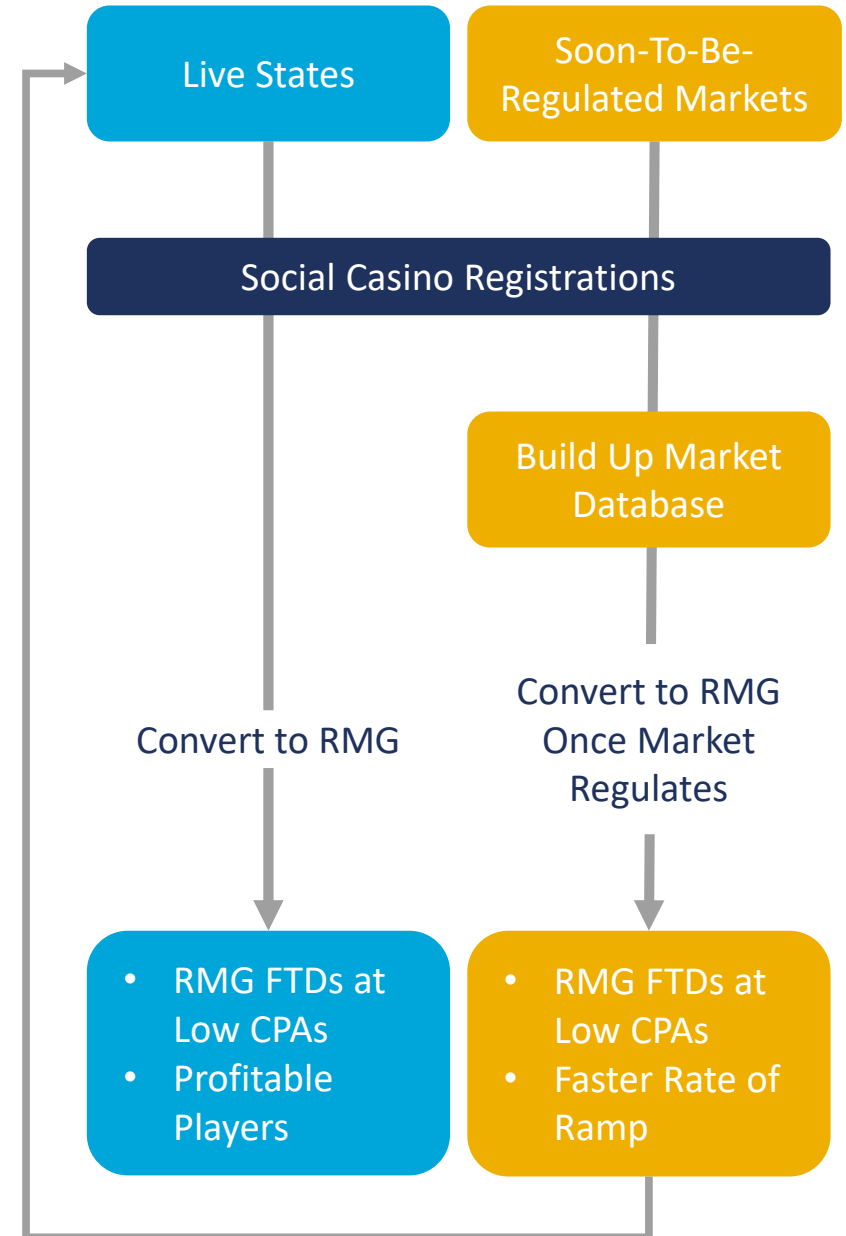 Live States
Soon-To-Be-
Regulated Markets
Social Casino Registrations
Build Up Market
Database
Convert to RMG
Convert to RMG
Once Market
Regulates
• RMG FTDs at
Low CPAs
• Profitable
Players
• RMG FTDs at
Low CPAs
• Faster Rate of
Ramp